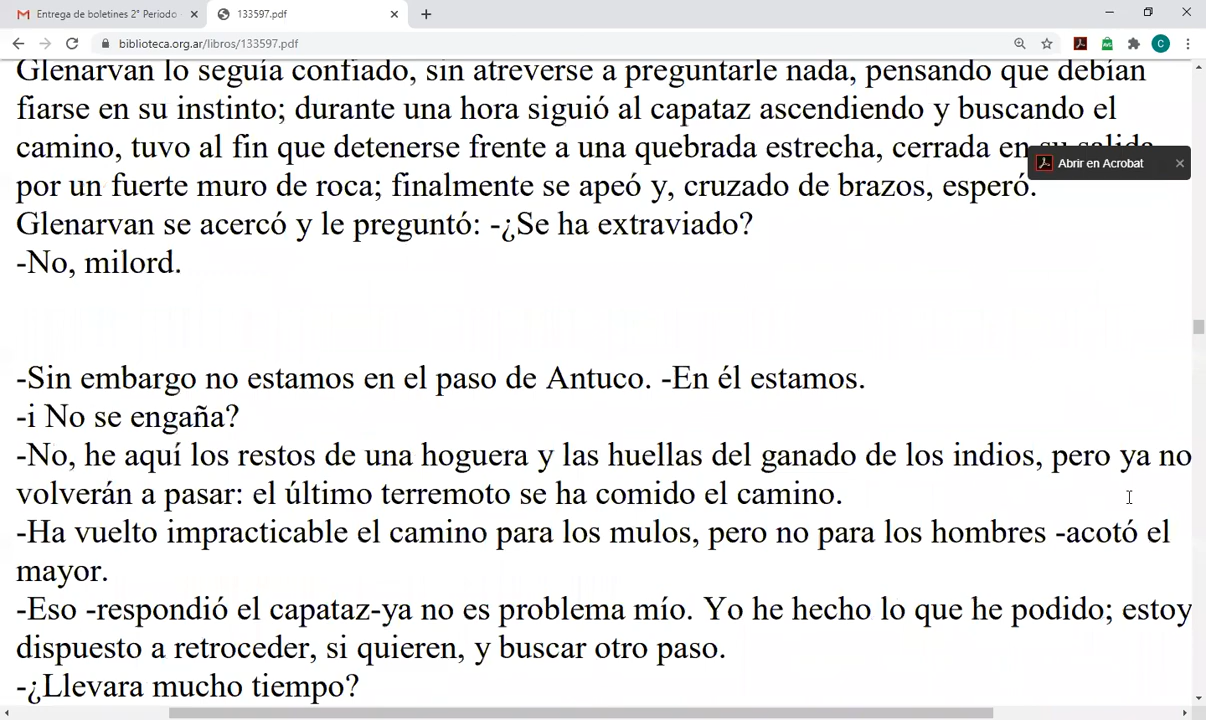 Entrega de boletines 2° Periodo
133597.pdf
biblioteca.org.ar/libros/133597.pdf
C
Glenarvan lo seguía confiado, sin atreverse a preguntarle nada, pensando que debían
fiarse en su instinto; durante una hora siguió al capataz ascendiendo y buscando el
camino, tuvo al fin que detenerse frente a una quebrada estrecha, cerrada en su salida
Abrir en Acrobat
por un fuerte muro de roca; finalmente se apeó y, cruzado de brazos, esperó.
Glenarvan se acercó y le preguntó: -¿Se ha extraviado?
-No, milord.
-Sin embargo no estamos en el paso de Antuco. -En él estamos.
-i No se engaña?
-No, he aquí los restos de una hoguera y las huellas del ganado de los indios, pero ya no
volverán a pasar: el último terremoto se ha comido el camino.
-Ha vuelto impracticable el camino para los mulos, pero no para los hombres -acotó el
mayor.
-Eso -respondió el capataz-ya no es problema mío. Yo he hecho lo que he podido; estoy
dispuesto a retroceder, si quieren, y buscar otro paso.
-¿Llevara mucho tiempo?